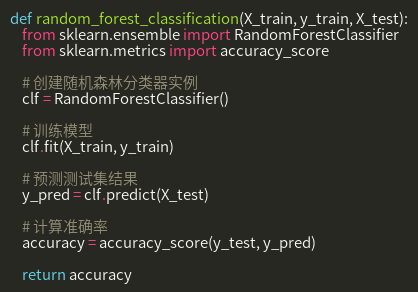 def random_forest_classification(X_train, y_train, X_test):
from sklearn.ensemble import RandomForestClassifier
from sklearn.metrics import accuracy_score
# 创建随机森林分类器实例
clf = RandomForestClassifier()
# 训练模型
clf.fit(X_train, y_train)
# 预测测试集结果
y_pred = clf.predict(X_test)
# 计算准确率
accuracy = accuracy_score(y_test, y_pred)
return accuracy